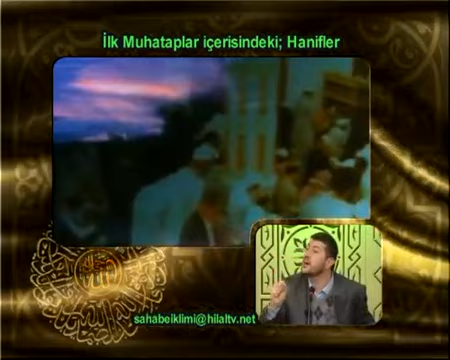 İlk Muhataplar içerisindeki; Hanifler
sahabeiklimi@hilaltv.net